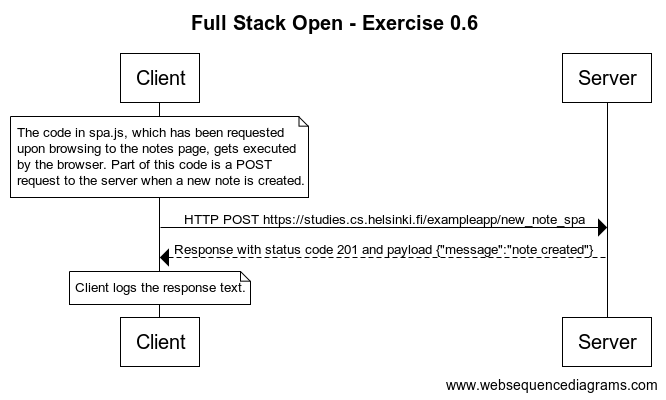 Full Stack Open - Exercise 0.6
Client
Server
The code in spa.js, which has been requested
upon browsing to the notes page, gets executed
by the browser. Part of this code is a POST
request to the server when a new note is created.
HTTP POST https://studies.cs.helsinki.fi/exampleapp/new_note_spa
Response with status code 201 and payload {"message":"note created"}
Client logs the response text.
Client
Server
www.websequencediagrams.com